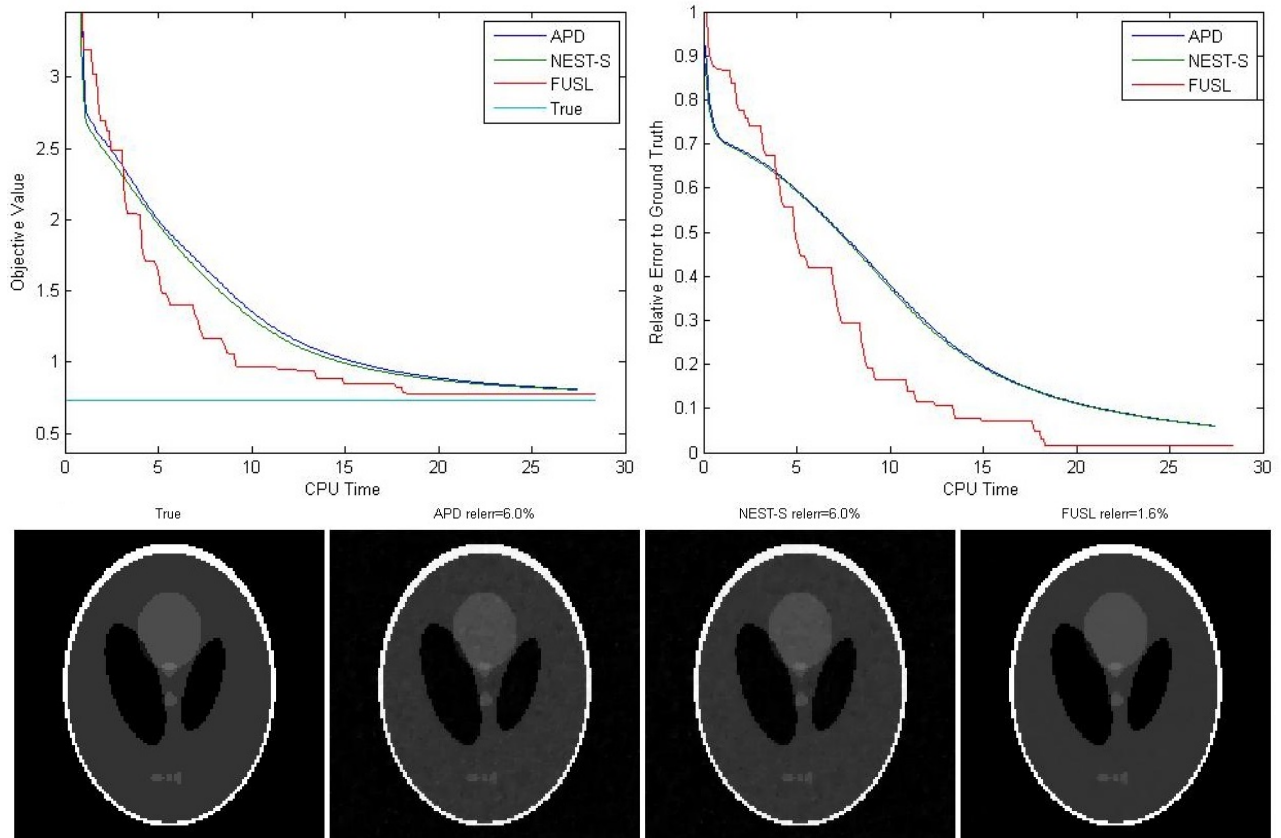 APD
NEST-S
FUSL
True
3
2.5
2
1.5
1
0.5
Objective Value
0
5
10
15
20
25
30
CPU Time
APD
NEST-S
FUSL
1
0.9
0.8
0.7
0.6
0.5
0.4
0.3
0.2
0.1
0
Relative Error to Ground Truth
0
5
10
15
20
25
30
CPU Time
True
APD relerr=6.0%
NEST-S relerr=6.0%
FUSL relerr=1.6%